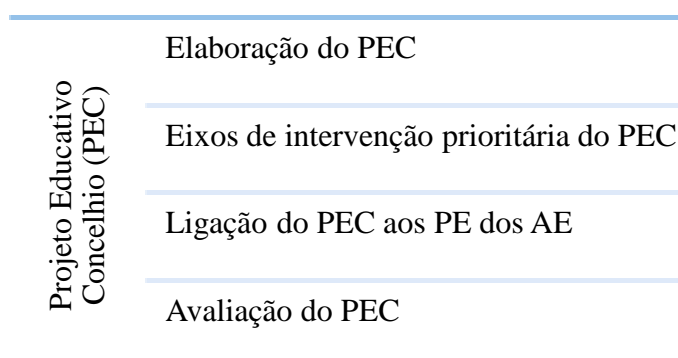 Projeto Educativo
Concelhio (PEC)
Elaboração do PEC
Eixos de intervenção prioritária do PEC
Ligação do PEC aos PE dos AE
Avaliação do PEC